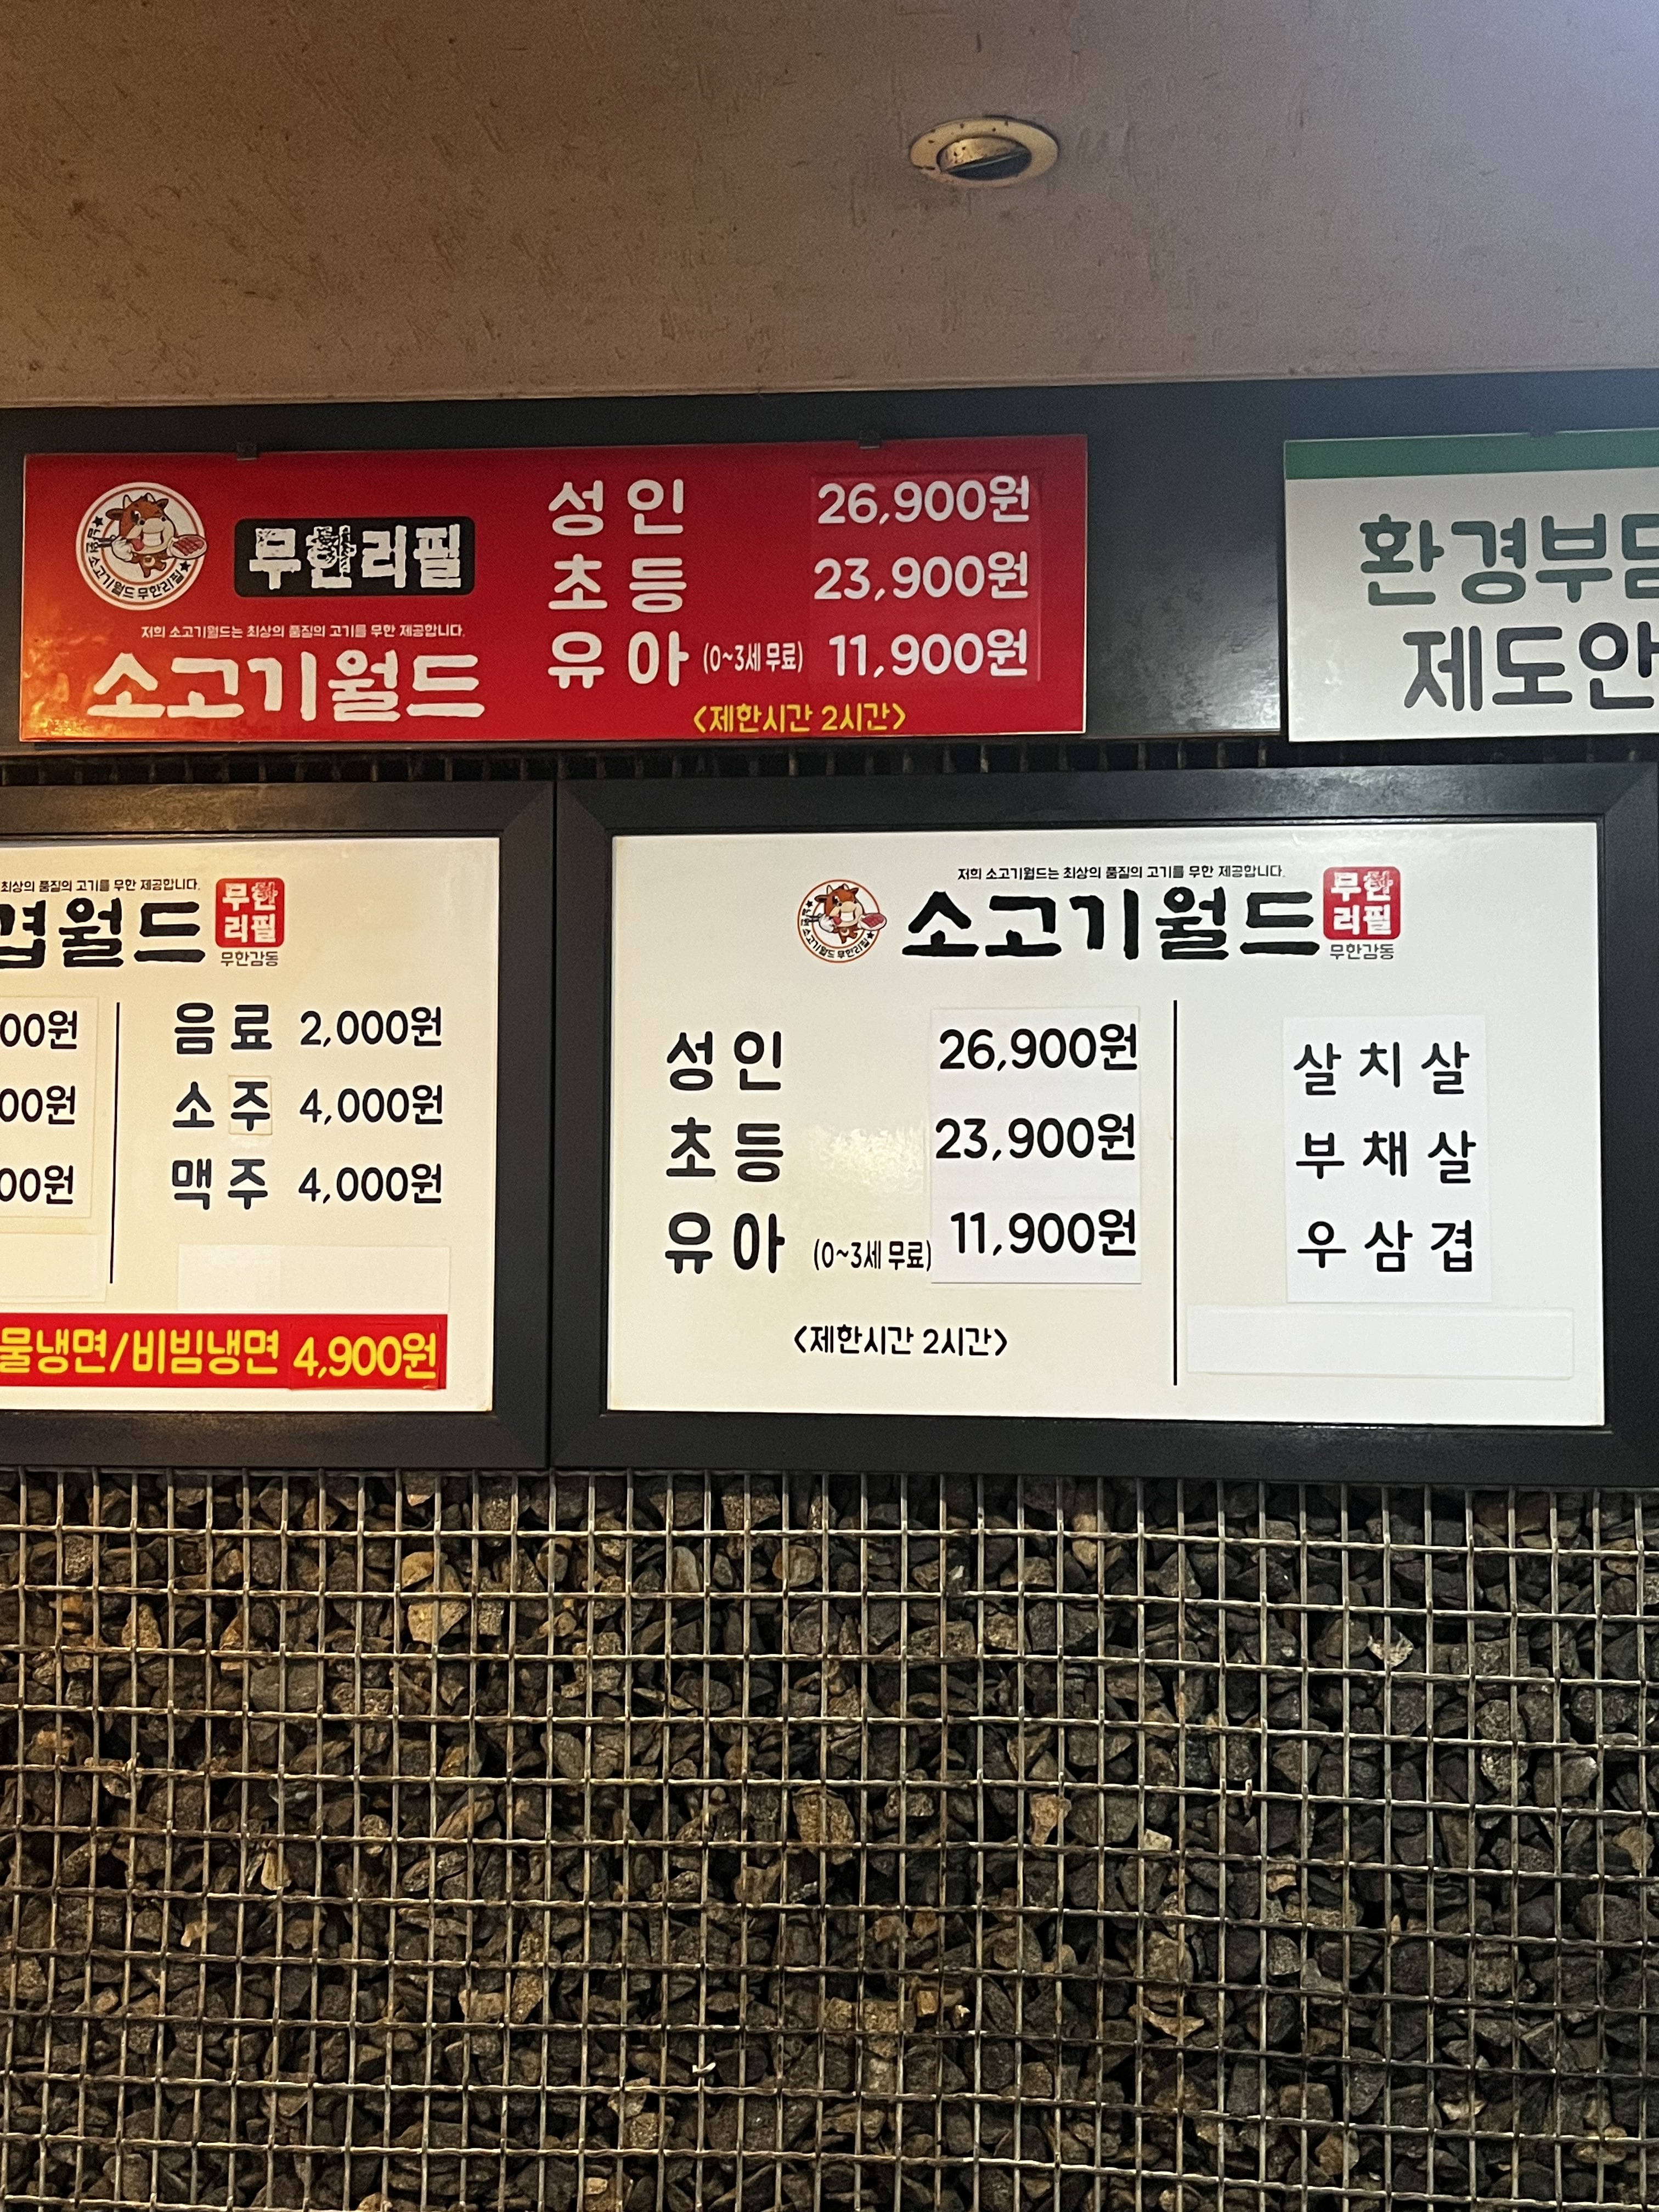 무한리필
저희 소고기월드는 최상의 품질의 고기를 무한 제공합니다.
소고기월드
성인 26,900원
초등 23,900원
유아 (0~3세 무료) 11,900원
<제한시간 2시간>
환경부담
제도안
최상의 품질의 고기를 무한 제공합니다.
겹월드
무한
리필
무한감동
00원
00원
00원
음료 2,000원
소주 4,000원
맥주 4,000원
물냉면/비빔냉면 4,900원
저희 소고기월드는 최상의 품질의 고기를 무한 제공합니다.
소고기월드
무한
리필
무한감동
성인 26,900원
초등 23,900원
유아 (0~3세 무료) 11,900원
<제한시간 2시간>
살치살
부채살
우삼겹